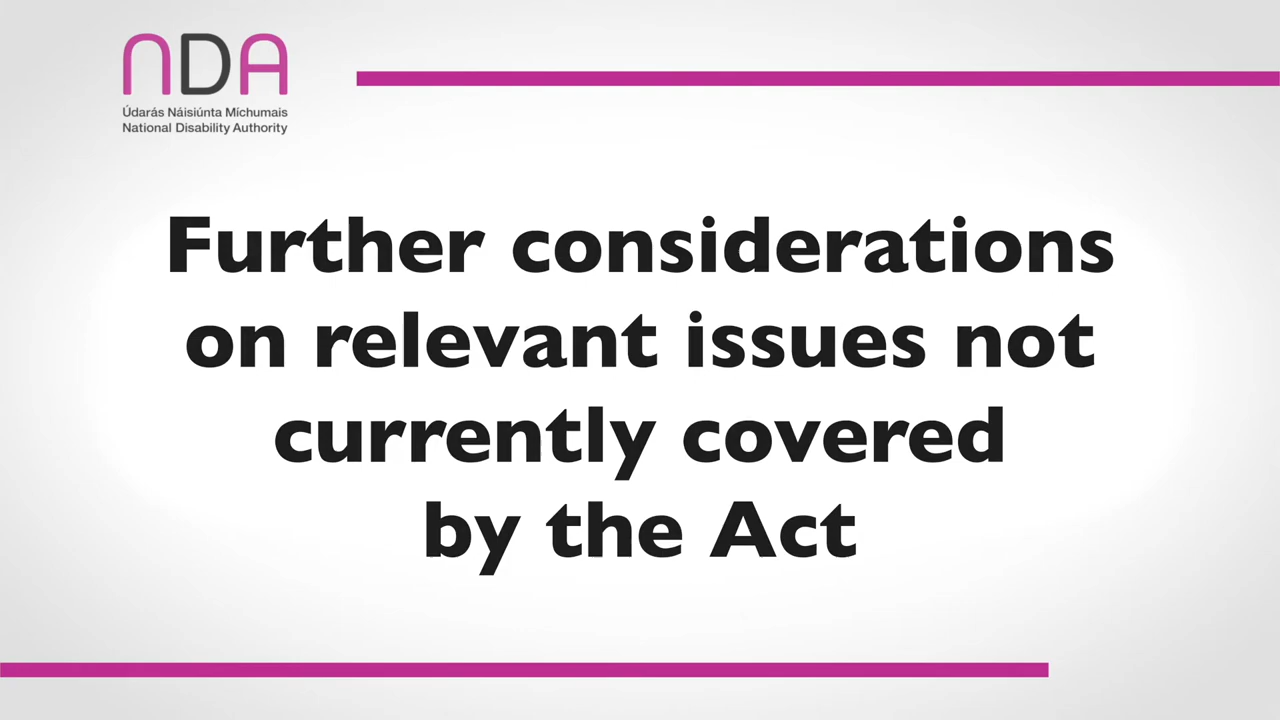 NDA
Údarás Náisiúnta Míchumais
National Disability Authority
Further considerations
on relevant issues not
currently covered
by the Act